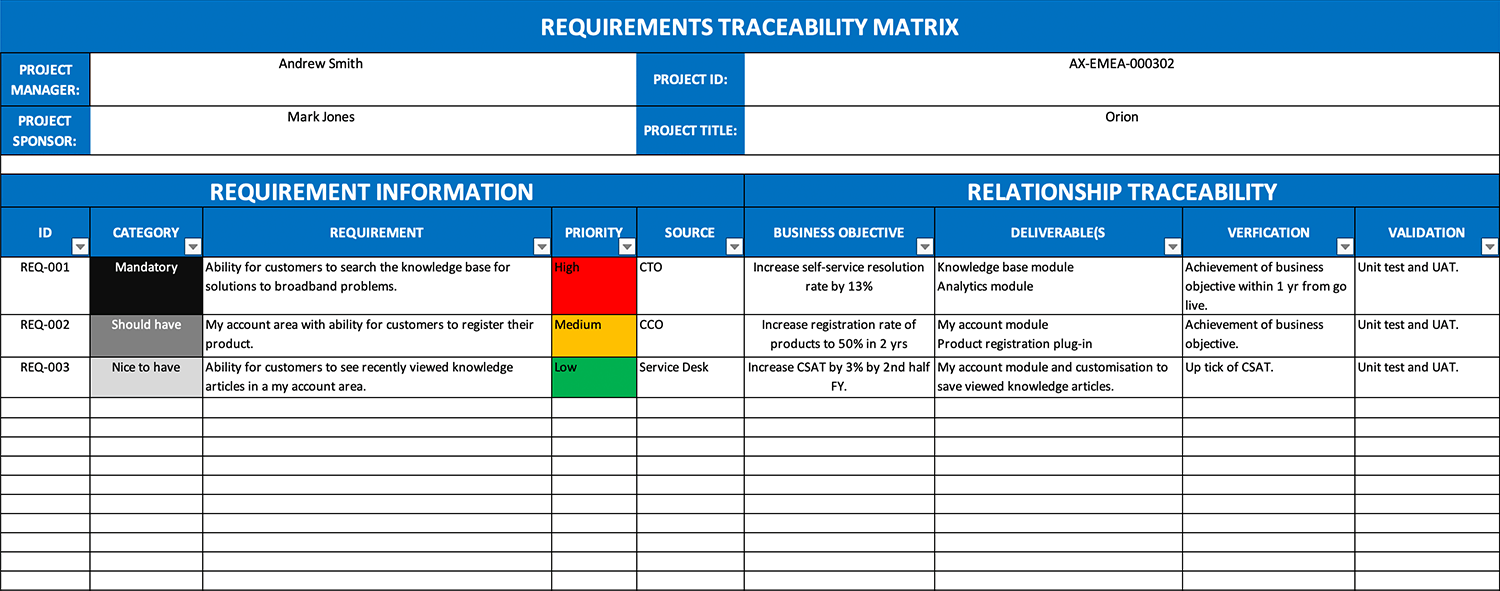 REQUIREMENTS TRACEABILITY MATRIX
PROJECT
MANAGER:
Andrew Smith
PROJECT ID:
AX-EMEA-000302
PROJECT
SPONSOR:
Mark Jones
PROJECT TITLE:
Orion
REQUIREMENT INFORMATION
RELATIONSHIP TRACEABILITY
ID
CATEGORY
REQUIREMENT
PRIORITY
SOURCE
BUSINESS OBJECTIVE
DELIVERABLE(S
VERFICATION
VALIDATION
REQ-001
Mandatory
Ability for customers to search the knowledge base for
solutions to broadband problems.
High
CTO
Increase self-service resolution
rate by 13%
Knowledge base module
Analytics module
Achievement of business
objective within 1 yr from go
live.
Unit test and UAT.
REQ-002
Should have
My account area with ability for customers to register their
product.
Medium
CCO
Increase registration rate of
products to 50% in 2 yrs
My account module
Product registration plug-in
Achievement of business
objective.
Unit test and UAT.
REQ-003
Nice to have
Ability for customers to see recently viewed knowledge
articles in a my account area.
Low
Service Desk
Increase CSAT by 3% by 2nd half
FY.
My account module and customisation to
save viewed knowledge articles.
Up tick of CSAT.
Unit test and UAT.